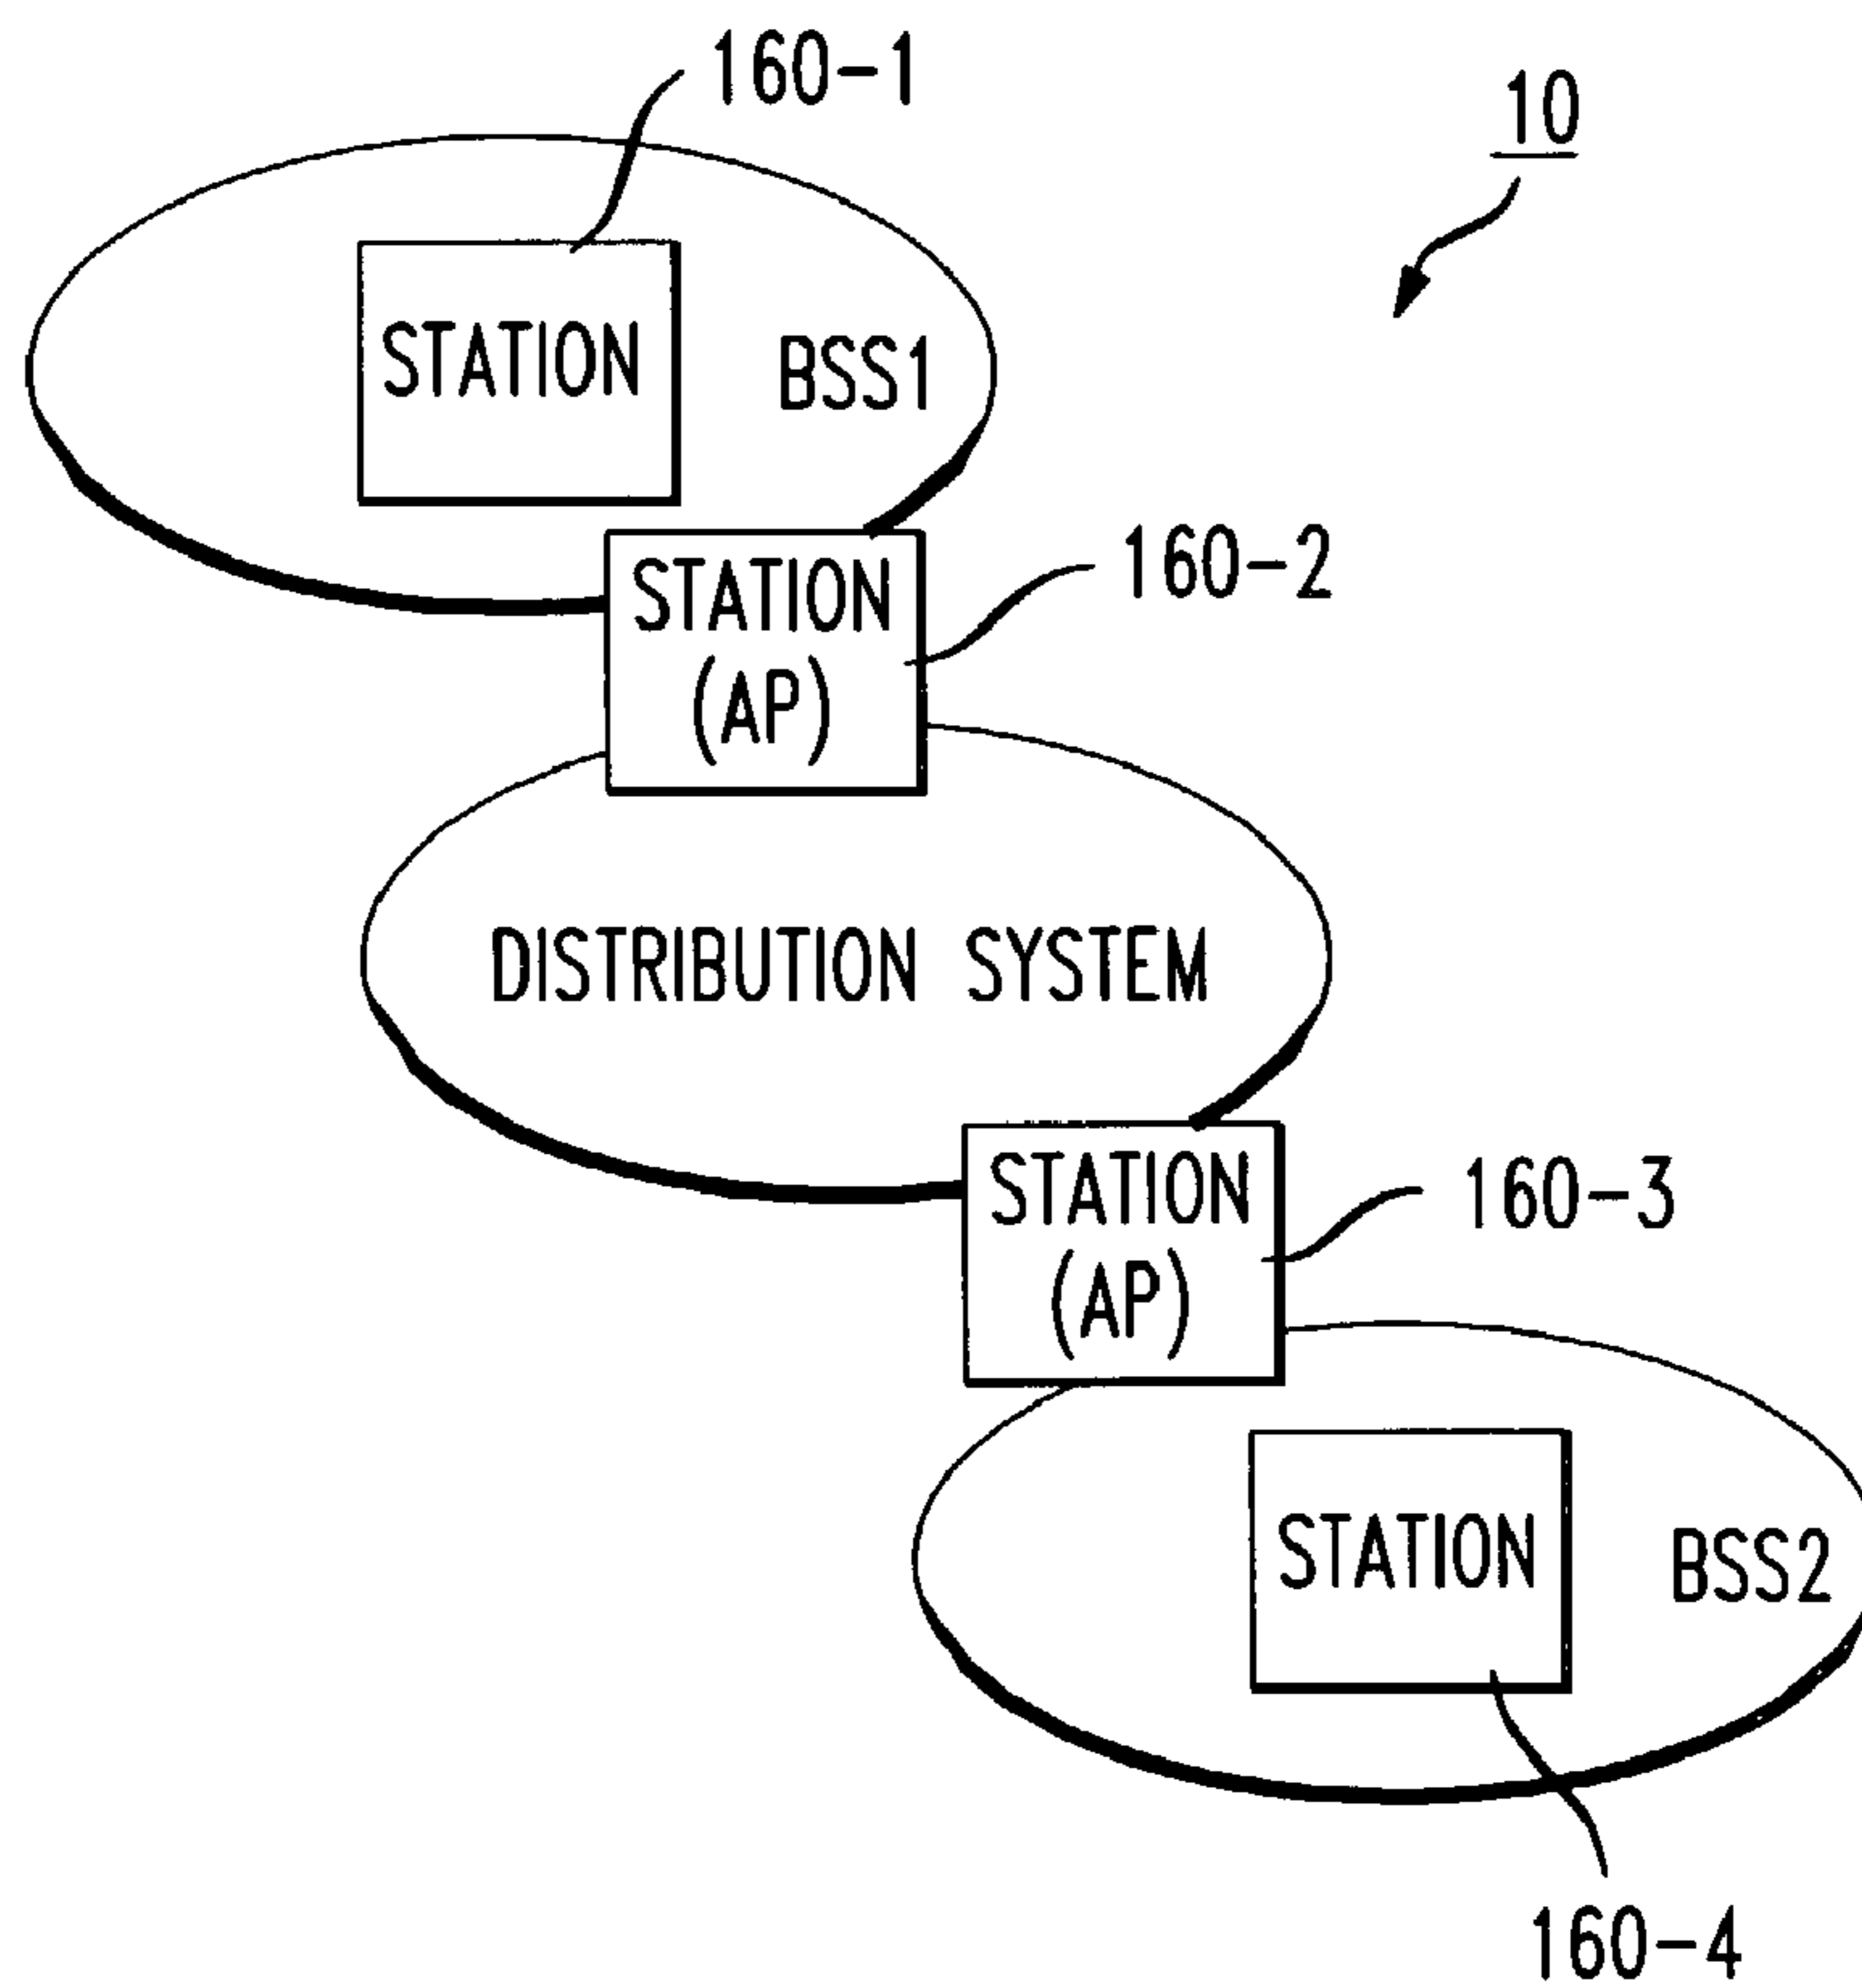 160-1
10
STATION
BSS1
STATION
(AP)
160-2
DISTRIBUTION SYSTEM
STATION
(AP)
160-3
STATION
BSS2
160-4